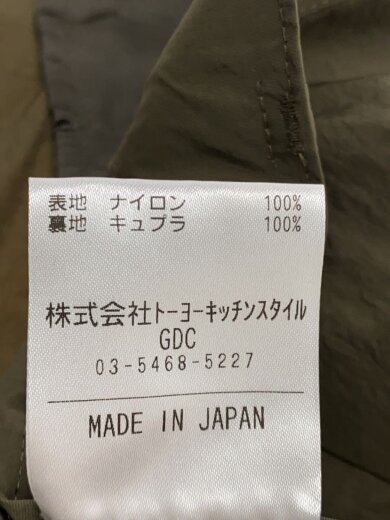 表地 ナイロン 100%
裏地 キュプラ 100%
株式会社トーヨーキッチンスタイル
GDC
03-5468-5227
MADE IN JAPAN